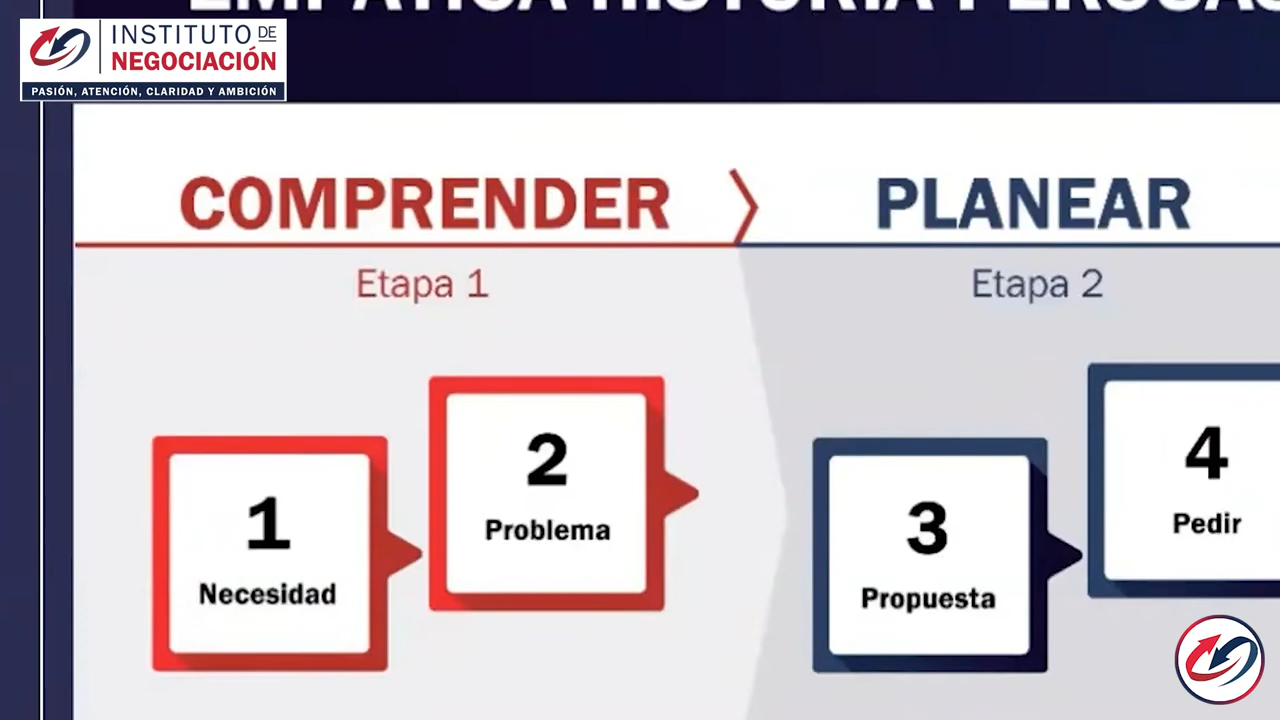 INSTITUTO DE
NEGOCIACIÓN
PASIÓN, ATENCIÓN, CLARIDAD Y AMBICIÓN
COMPRENDER
PLANEAR
Etapa 1
Etapa 2
1
Necesidad
2
Problema
3
Propuesta
4
Pedir